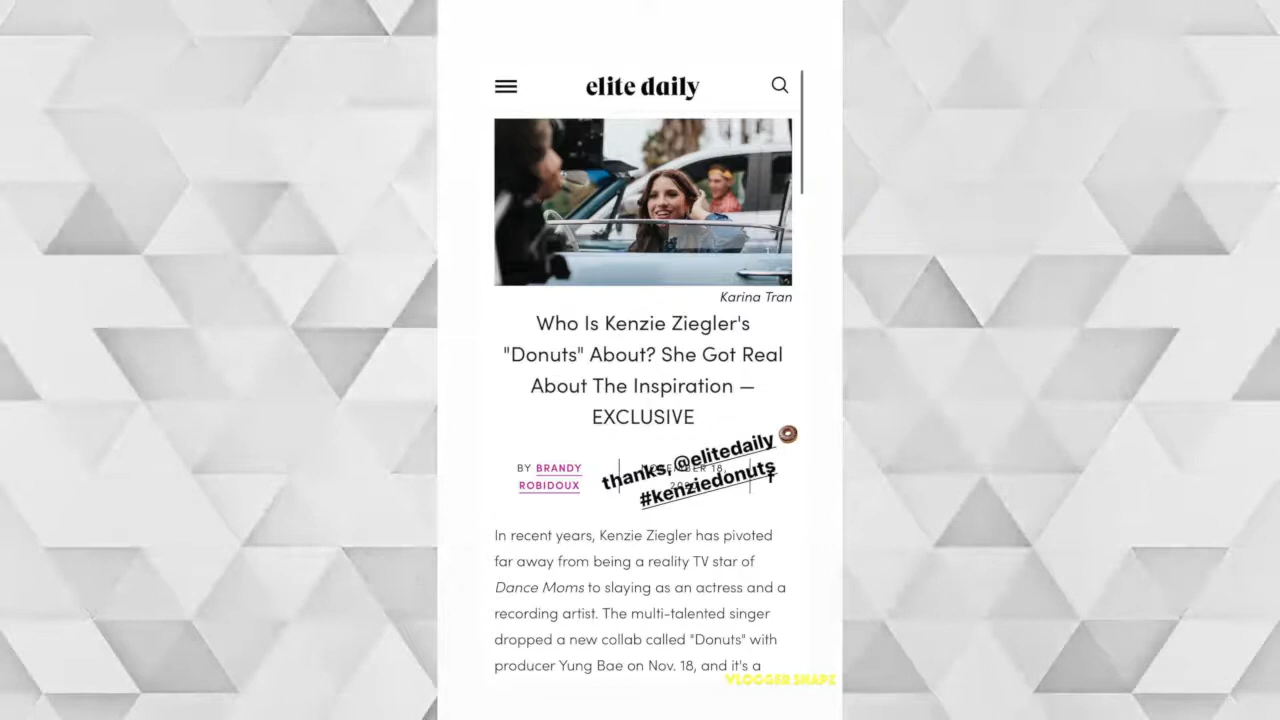 elite daily
Karina Tran
Who Is Kenzie Ziegler's
"Donuts" About? She Got Real
About The Inspiration —
EXCLUSIVE
BY BRANDY
ROBIDOUX
thanks, @elitedaily
#kenziedonuts
In recent years, Kenzie Ziegler has pivoted
far away from being a reality TV star of
Dance Moms to slaying as an actress and a
recording artist. The multi-talented singer
dropped a new collab called "Donuts" with
producer Yung Bae on Nov. 18, and it's a
VLOGGER SNAPZ